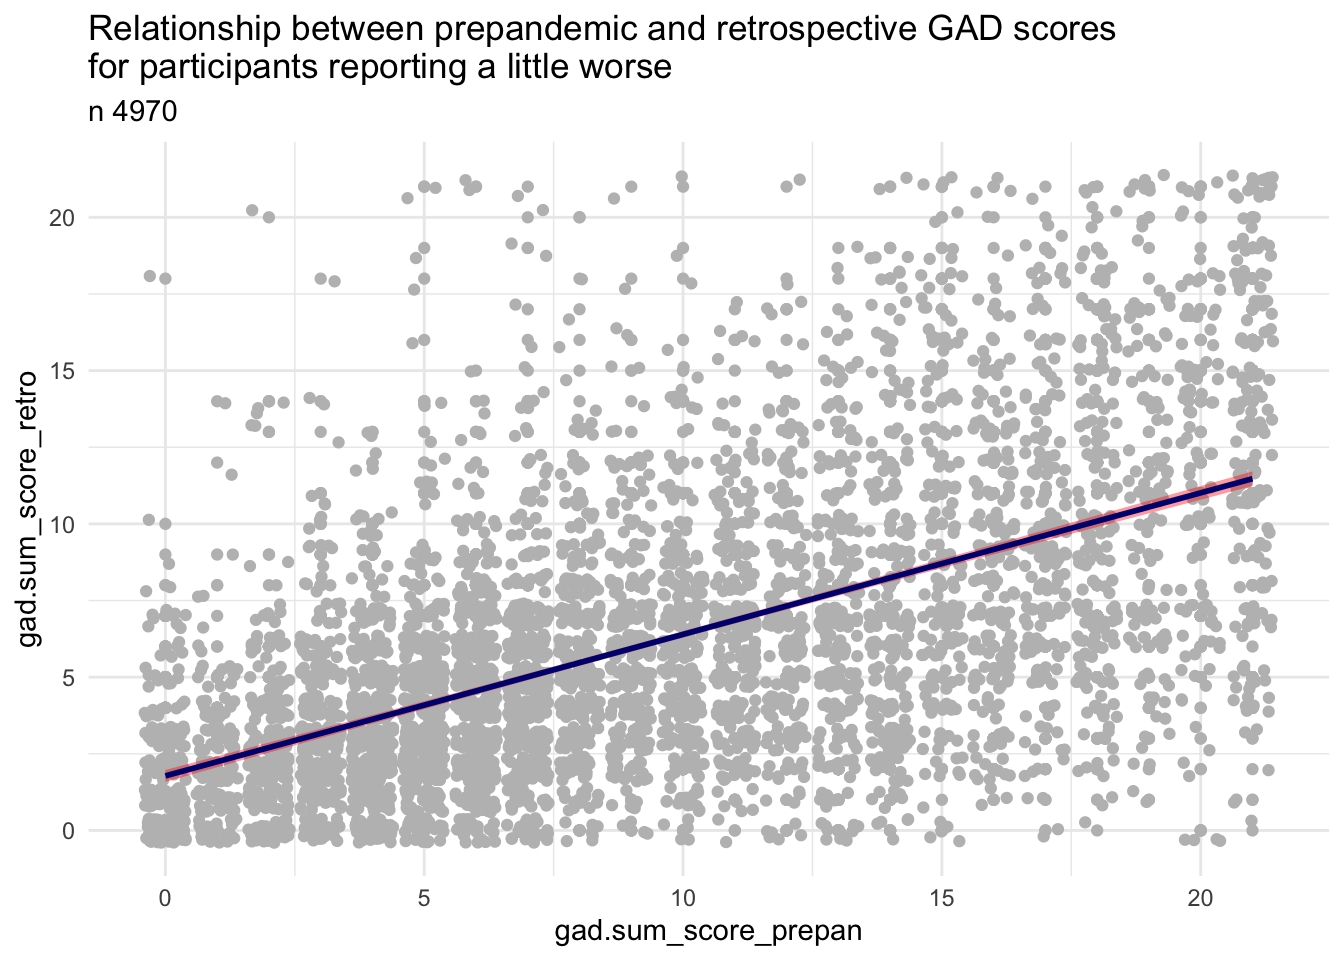 Relationship between prepandemic and retrospective GAD scores
for participants reporting a little worse
n 4970
20
15
10
5
0
gad.sum_score_retro
0
5
10
15
20
gad.sum_score_prepan